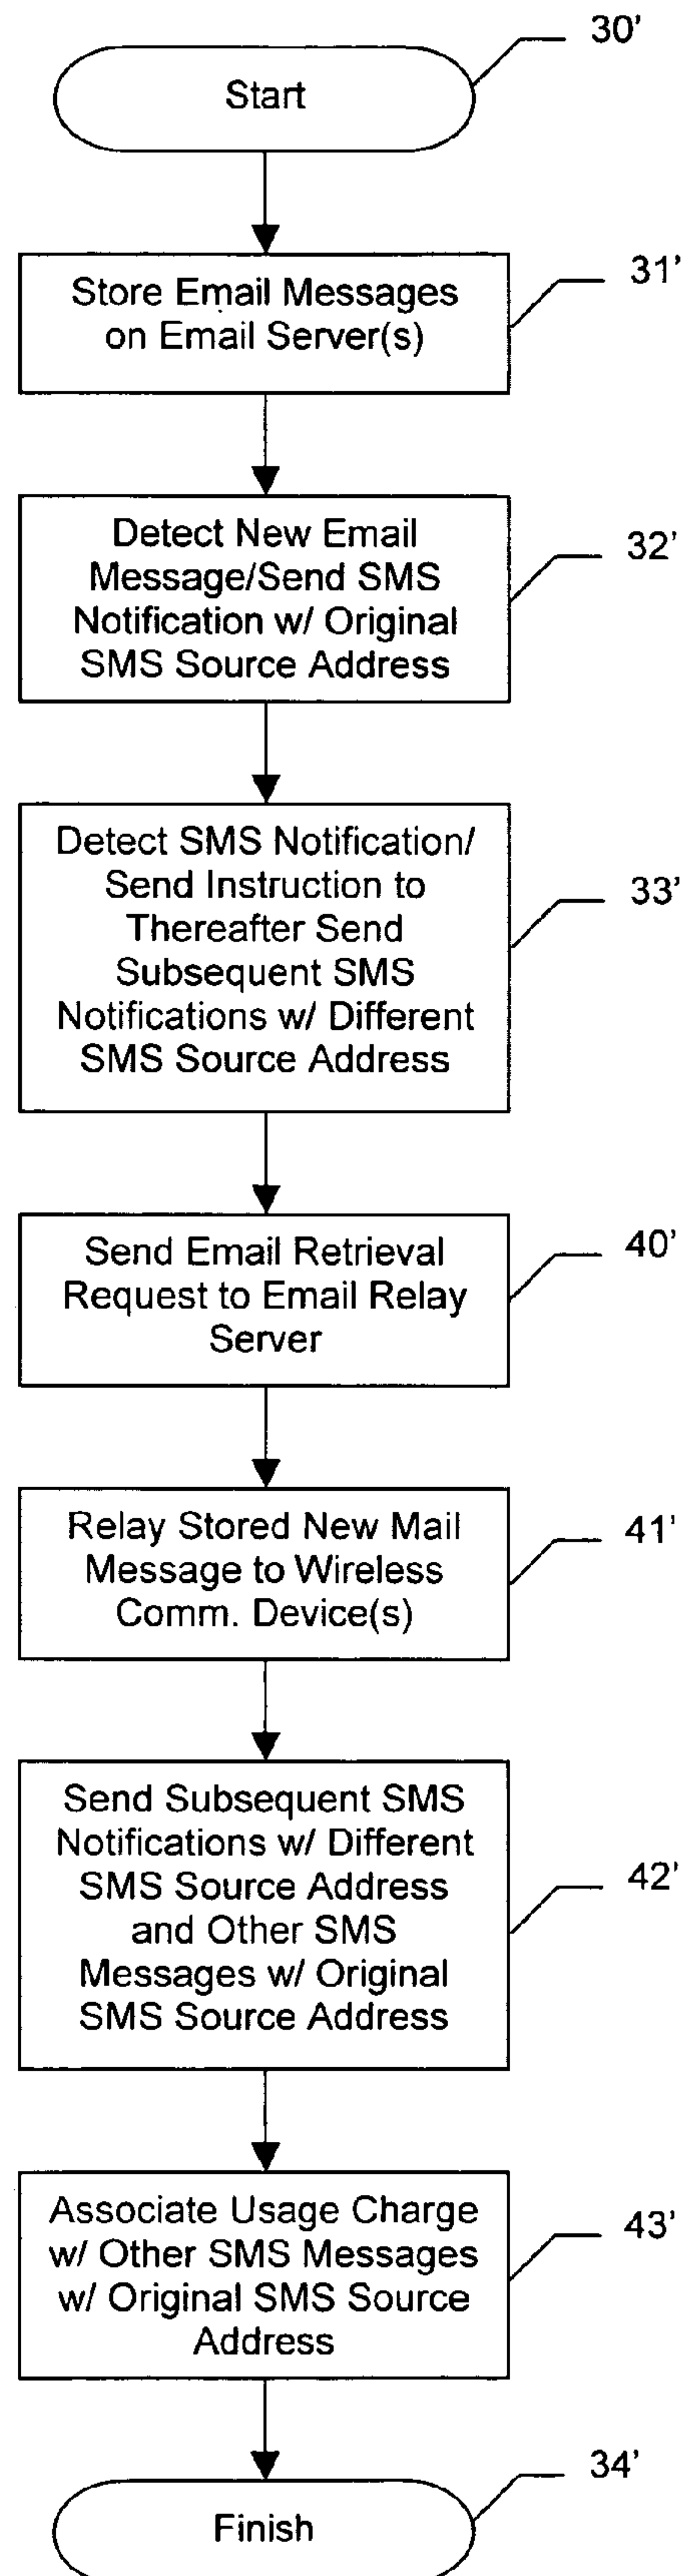 30'
Start
31'
Store Email Messages
on Email Server(s)
32'
Detect New Email
Message/Send SMS
Notification w/ Original
SMS Source Address
33'
Detect SMS Notification/
Send Instruction to
Thereafter Send
Subsequent SMS
Notifications w/ Different
SMS Source Address
40'
Send Email Retrieval
Request to Email Relay
Server
41'
Relay Stored New Mail
Message to Wireless
Comm. Device(s)
42'
Send Subsequent SMS
Notifications w/ Different
SMS Source Address
and Other SMS
Messages w/ Original
SMS Source Address
43'
Associate Usage Charge
w/ Other SMS Messages
w/ Original SMS Source
Address
34'
Finish